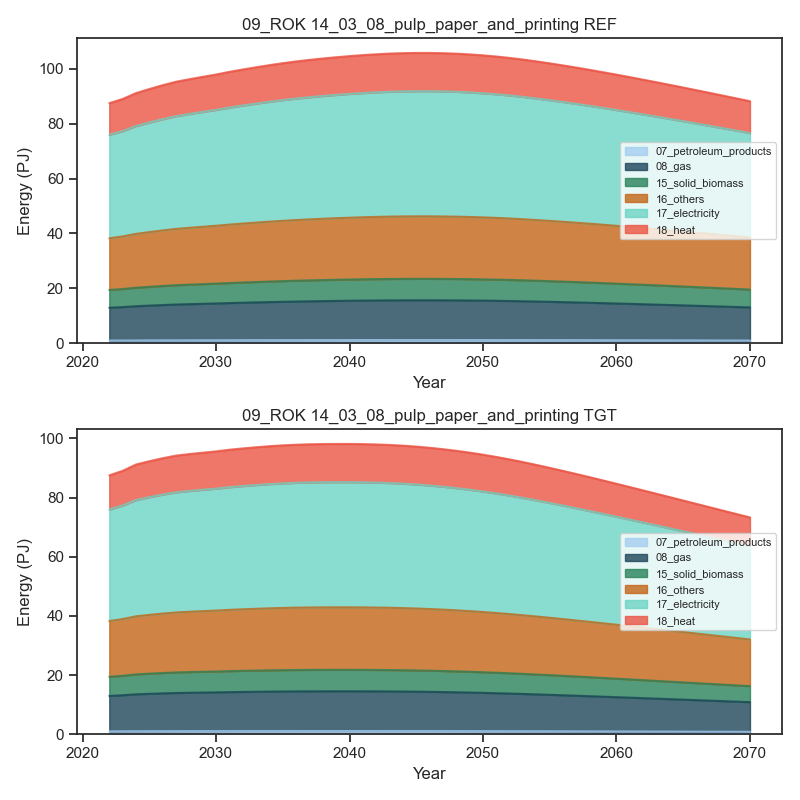 09_ROK 14_03_08_pulp_paper_and_printing REF
Energy (PJ)
100
80
60
40
20
0
07_petroleum_products
08_gas
15_solid_biomass
16_others
17_electricity
18_heat
2020 2030 2040 2050 2060 2070
Year
09_ROK 14_03_08_pulp_paper_and_printing TGT
Energy (PJ)
100
80
60
40
20
0
07_petroleum_products
08_gas
15_solid_biomass
16_others
17_electricity
18_heat
2020 2030 2040 2050 2060 2070
Year